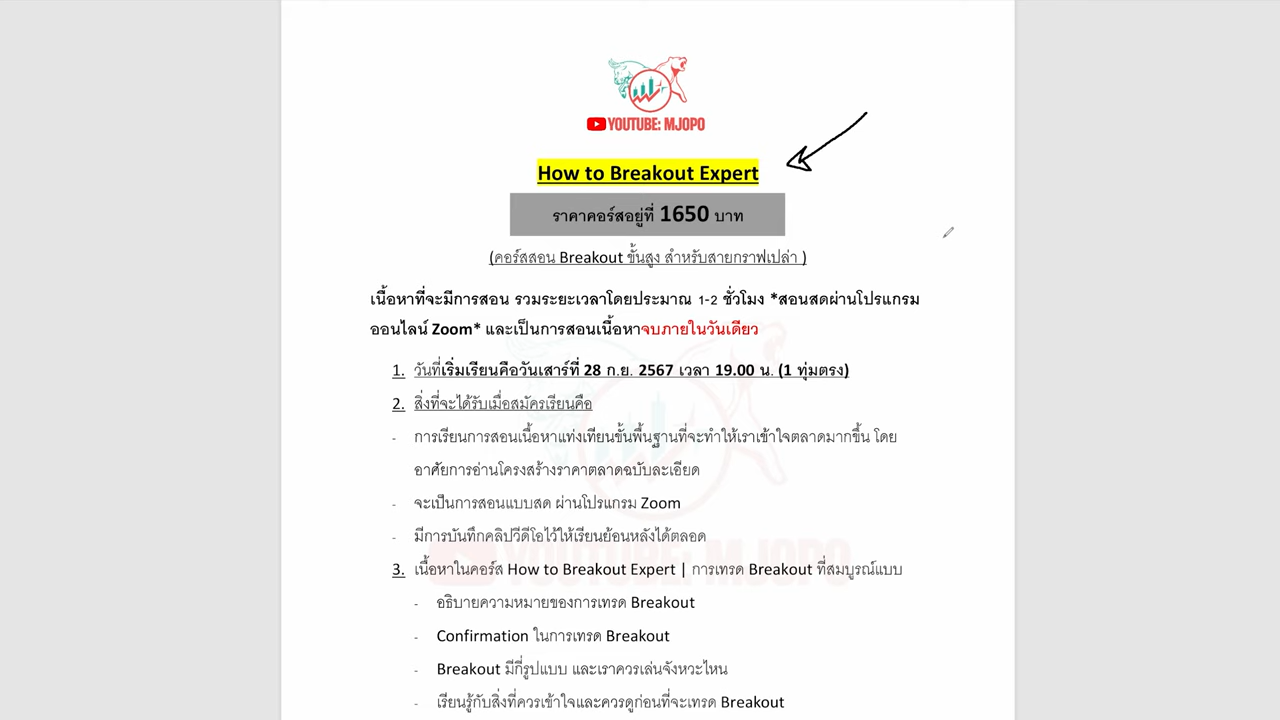 YOUTUBE: MJOPO
How to Breakout Expert
ราคาคอร์สอยู่ที่ 1650 บาท
(คอร์สสอน Breakout ขั้นสูง สำหรับสายกราฟเปล่า )
เนื้อหาที่จะมีการสอน รวมระยะเวลาโดยประมาณ 1-2 ชั่วโมง *สอนสดผ่านโปรแกรม
ออนไลน์ Zoom* และเป็นการสอนเนื้อหาจบภายในวันเดียว
1. วันที่เริ่มเรียนคือวันเสาร์ที่ 28 ก.ย. 2567 เวลา 19.00 น. (1 ทุ่มตรง)
2. สิ่งที่จะได้รับเมื่อสมัครเรียนคือ
- การเรียนการสอนเนื้อหาแท่งเทียนขั้นพื้นฐานที่จะทำให้เราเข้าใจตลาดมากขึ้น โดย
อาศัยการอ่านโครงสร้างราคาตลาดฉบับละเอียด
- จะเป็นการสอนแบบสด ผ่านโปรแกรม Zoom
- มีการบันทึกคลิปวีดีโอไว้ให้เรียนย้อนหลังได้ตลอด
YOUTUBE: MJOPO
3. เนื้อหาในคอร์ส How to Breakout Expert | การเทรด Breakout ที่สมบูรณ์แบบ
- อธิบายความหมายของการเทรด Breakout
- Confirmation ในการเทรด Breakout
- Breakout มีกี่รูปแบบ และเราควรเล่นจังหวะไหน
- เรียนรู้กับสิ่งที่ควรเข้าใจและควรดูก่อนที่จะเทรด Breakout